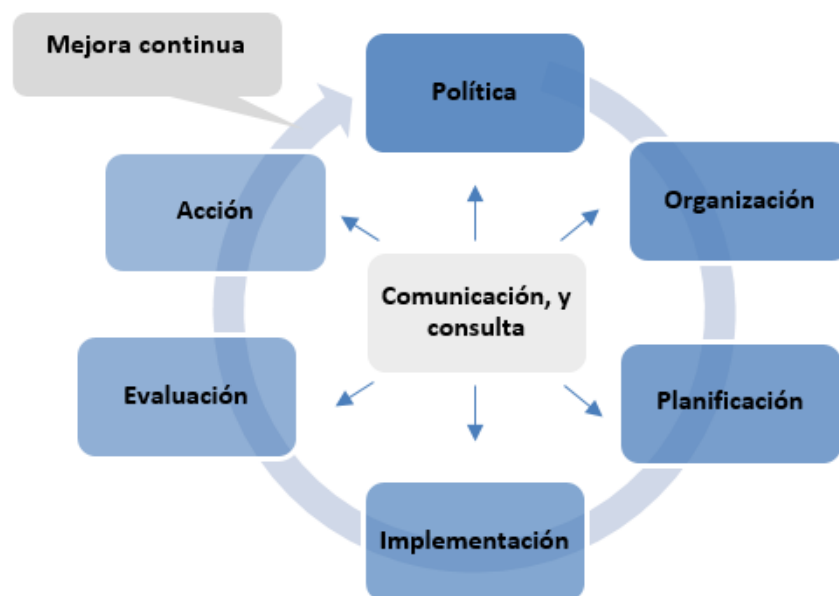 Mejora continua
Política
Organización
Acción
Comunicación, y
consulta
Planificación
Evaluación
Implementación